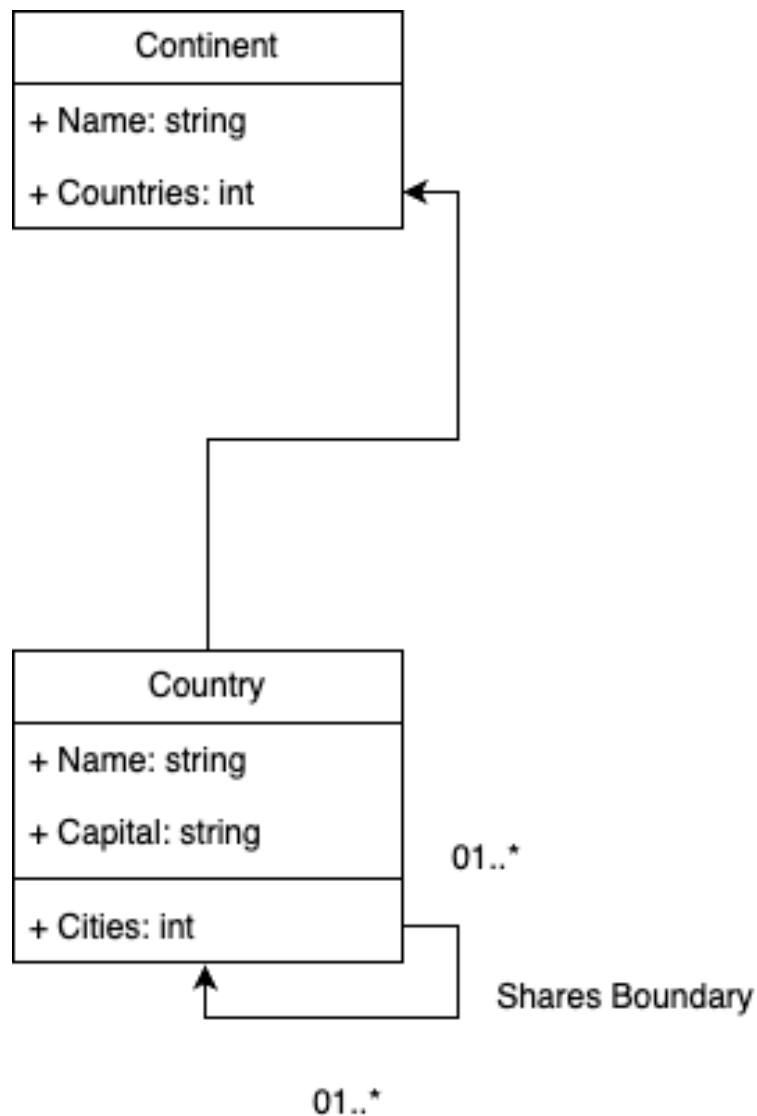 Continent
+ Name: string
+ Countries: int
Country
+ Name: string
+ Capital: string
01..*
+ Cities: int
Shares Boundary
01..*